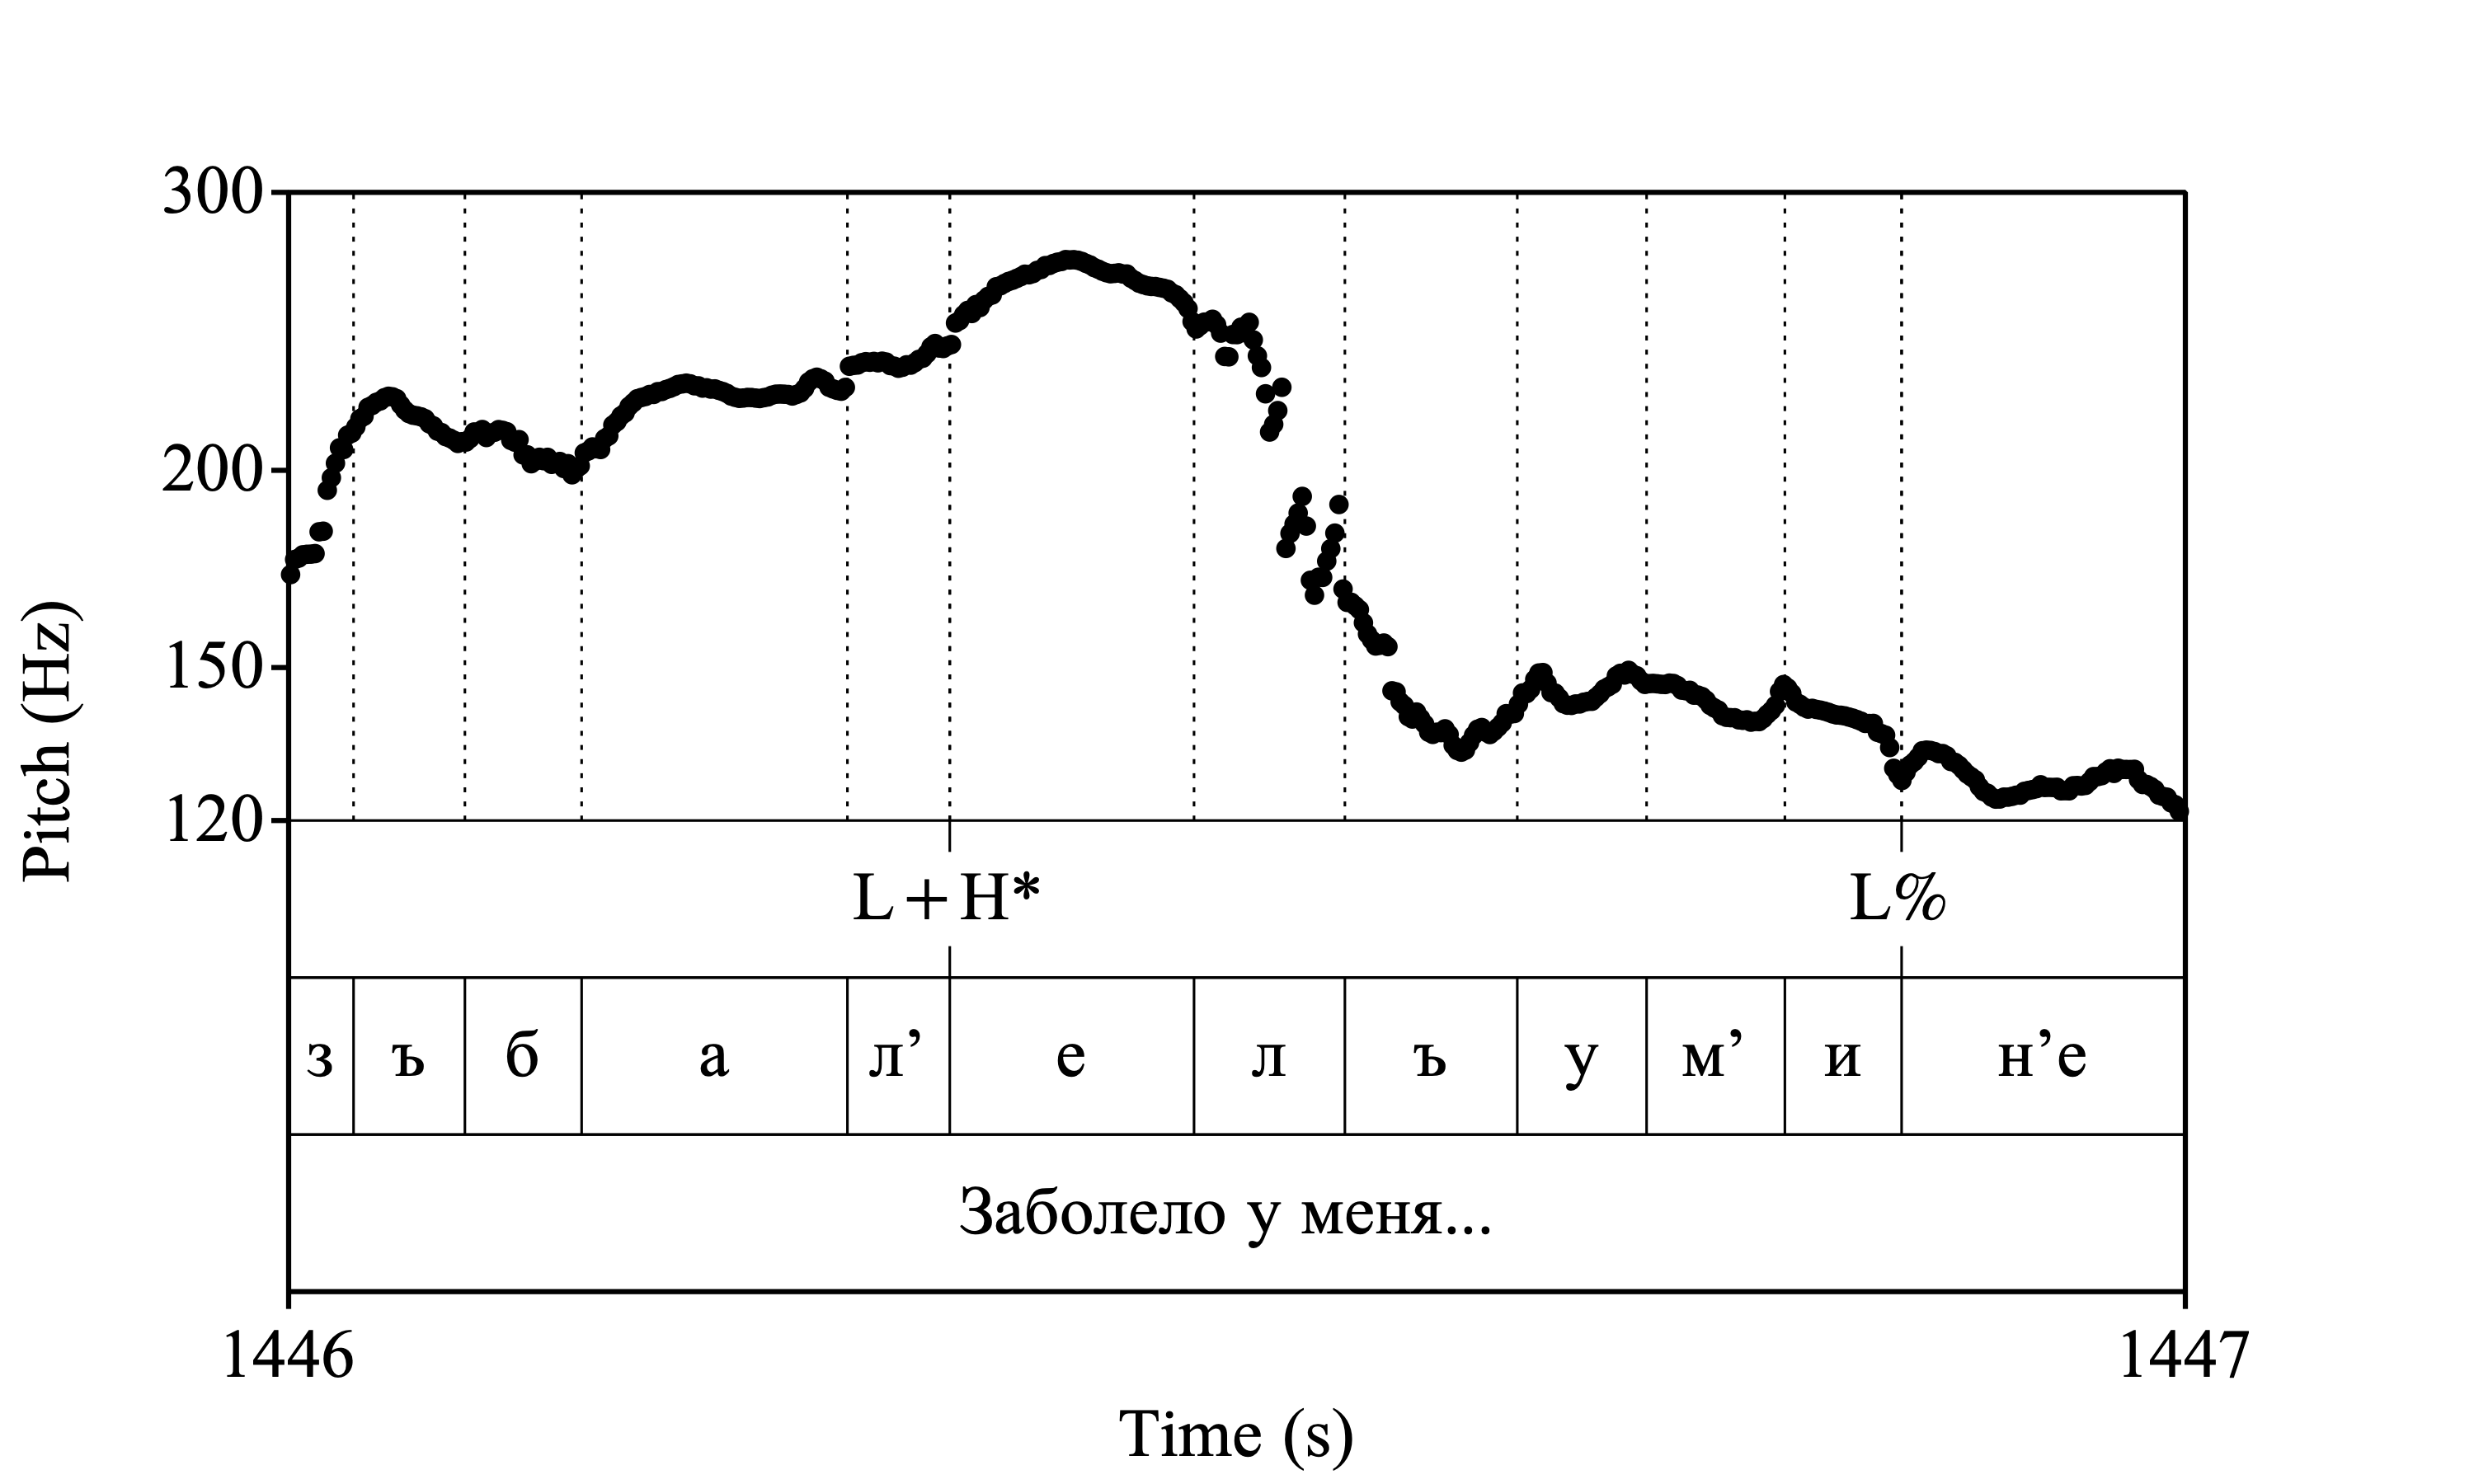 300
200
150
120
Pitch (Hz)
L+H* L%
з ъ б а л’ е л ъ у м’ и н’е
Заболело у меня...
1446 1447
Time (s)